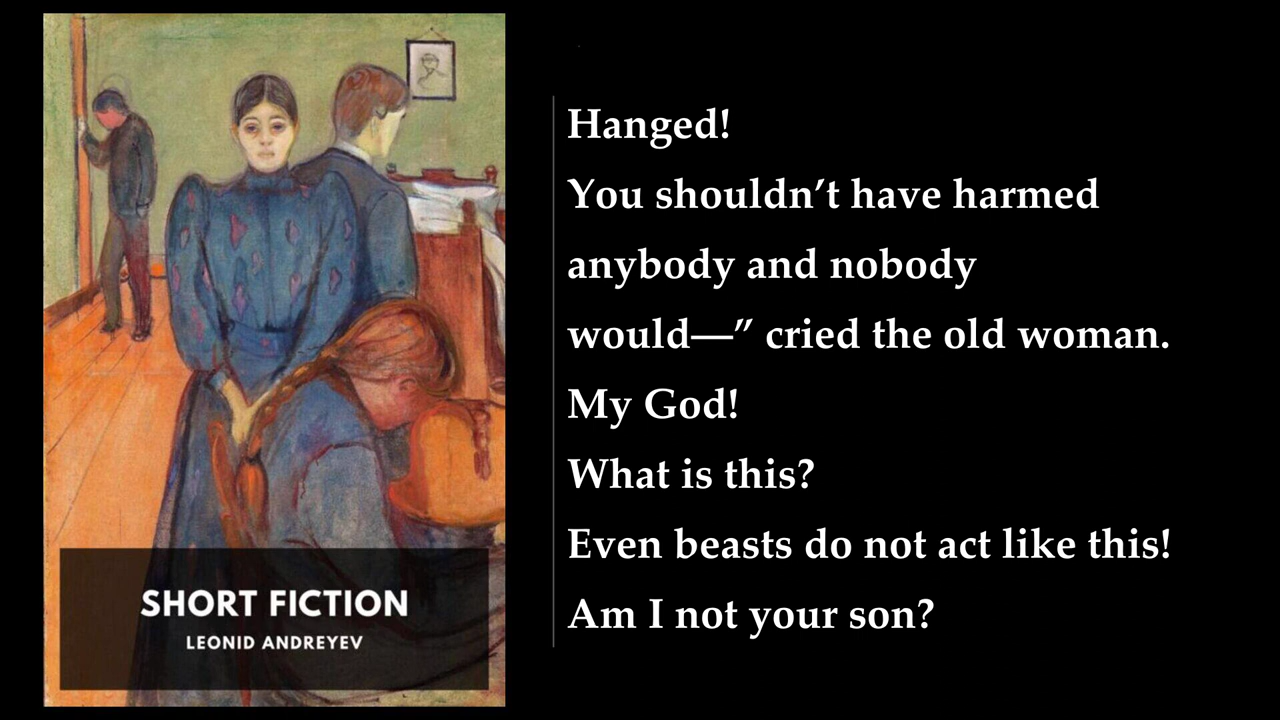 SHORT FICTION
LEONID ANDREYEV
Hanged!
You shouldn’t have harmed
anybody and nobody
would—” cried the old woman.
My God!
What is this?
Even beasts do not act like this!
Am I not your son?